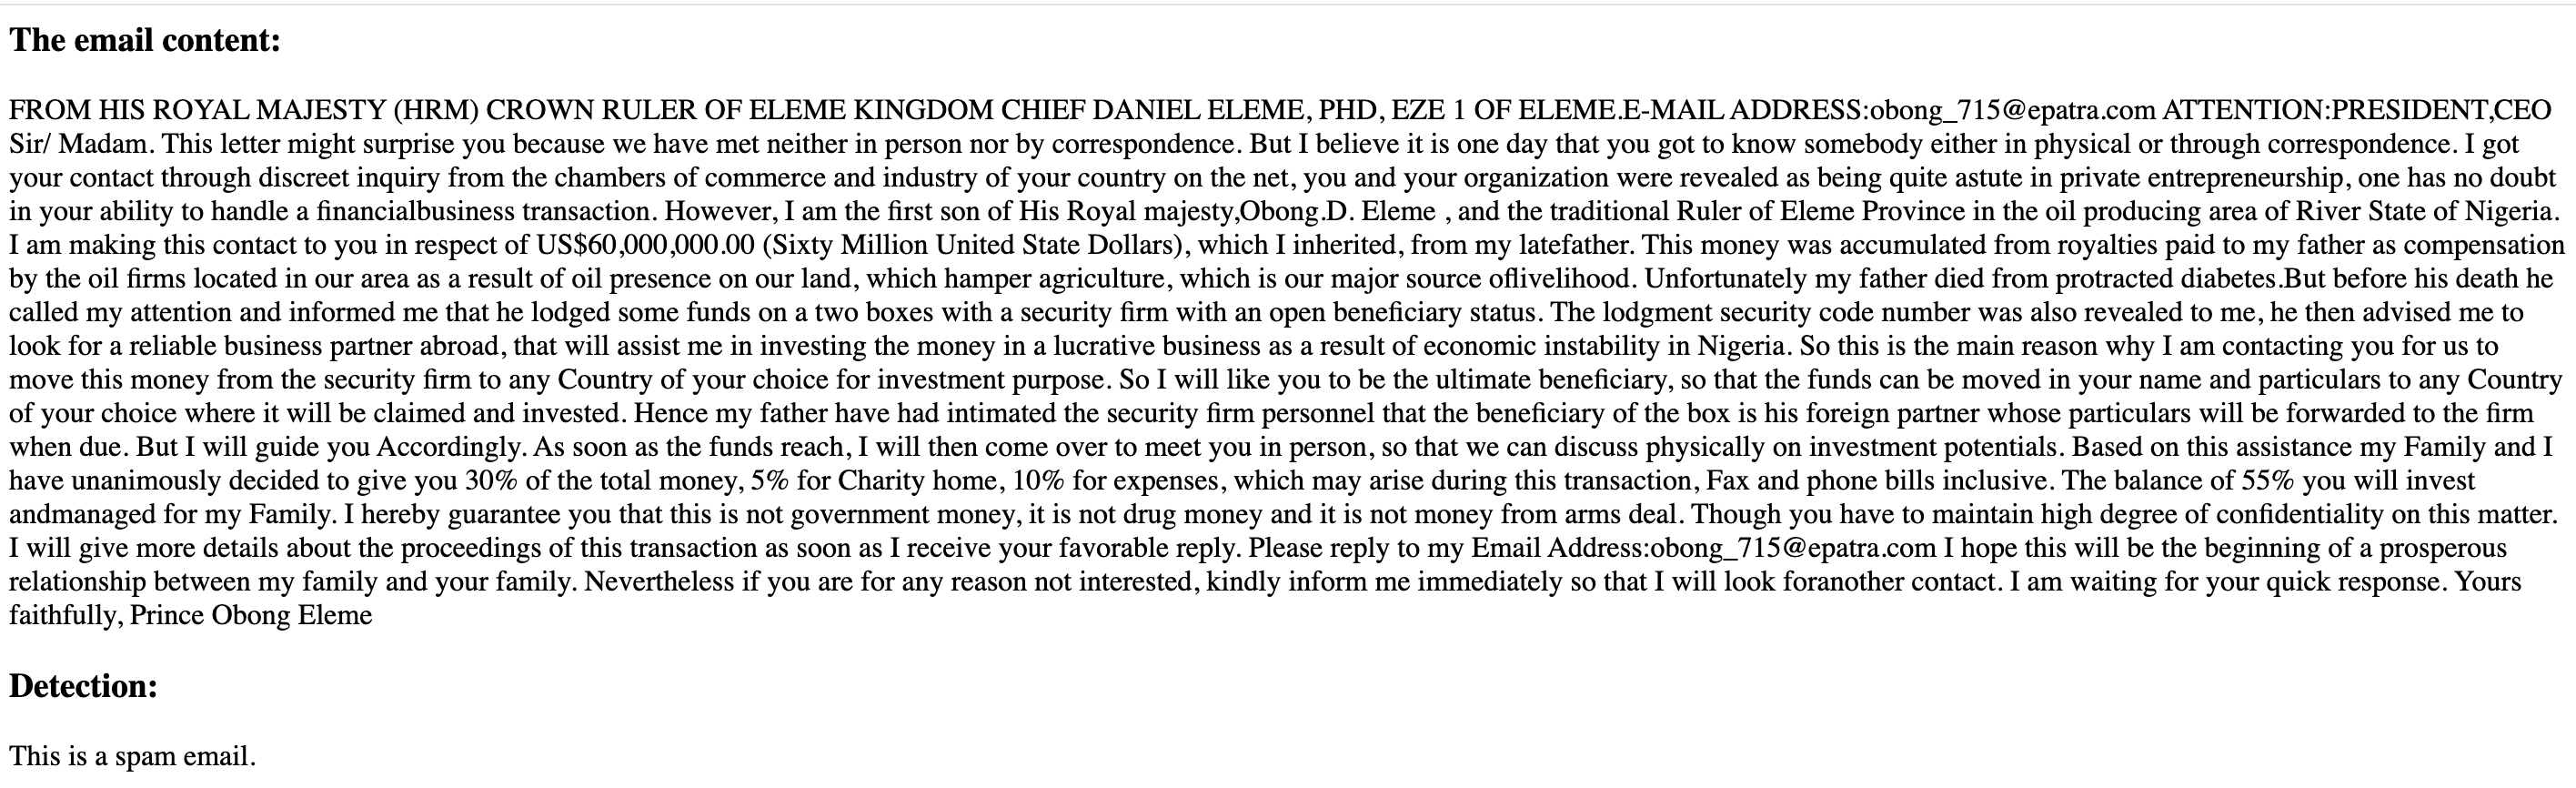 The email content:
FROM HIS ROYAL MAJESTY (HRM) CROWN RULER OF ELEME KINGDOM CHIEF DANIEL ELEME, PHD, EZE 1 OF ELEME.E-MAIL ADDRESS:obong_715@epatra.com ATTENTION:PRESIDENT,CEO
Sir/ Madam. This letter might surprise you because we have met neither in person nor by correspondence. But I believe it is one day that you got to know somebody either in physical or through correspondence. I got
your contact through discreet inquiry from the chambers of commerce and industry of your country on the net, you and your organization were revealed as being quite astute in private entrepreneurship, one has no doubt
in your ability to handle a financialbusiness transaction. However, I am the first son of His Royal majesty,Obong.D. Eleme , and the traditional Ruler of Eleme Province in the oil producing area of River State of Nigeria.
I am making this contact to you in respect of US$60,000,000.00 (Sixty Million United State Dollars), which I inherited, from my latefather. This money was accumulated from royalties paid to my father as compensation
by the oil firms located in our area as a result of oil presence on our land, which hamper agriculture, which is our major source oflivelihood. Unfortunately my father died from protracted diabetes.But before his death he
called my attention and informed me that he lodged some funds on a two boxes with a security firm with an open beneficiary status. The lodgment security code number was also revealed to me, he then advised me to
look for a reliable business partner abroad, that will assist me in investing the money in a lucrative business as a result of economic instability in Nigeria. So this is the main reason why I am contacting you for us to
move this money from the security firm to any Country of your choice for investment purpose. So I will like you to be the ultimate beneficiary, so that the funds can be moved in your name and particulars to any Country
of your choice where it will be claimed and invested. Hence my father have had intimated the security firm personnel that the beneficiary of the box is his foreign partner whose particulars will be forwarded to the firm
when due. But I will guide you Accordingly. As soon as the funds reach, I will then come over to meet you in person, so that we can discuss physically on investment potentials. Based on this assistance my Family and I
have unanimously decided to give you 30% of the total money, 5% for Charity home, 10% for expenses, which may arise during this transaction, Fax and phone bills inclusive. The balance of 55% you will invest
andmanaged for my Family. I hereby guarantee you that this is not government money, it is not drug money and it is not money from arms deal. Though you have to maintain high degree of confidentiality on this matter.
I will give more details about the proceedings of this transaction as soon as I receive your favorable reply. Please reply to my Email Address:obong_715@epatra.com I hope this will be the beginning of a prosperous
relationship between my family and your family. Nevertheless if you are for any reason not interested, kindly inform me immediately so that I will look foranother contact. I am waiting for your quick response. Yours
faithfully, Prince Obong Eleme
Detection:
This is a spam email.